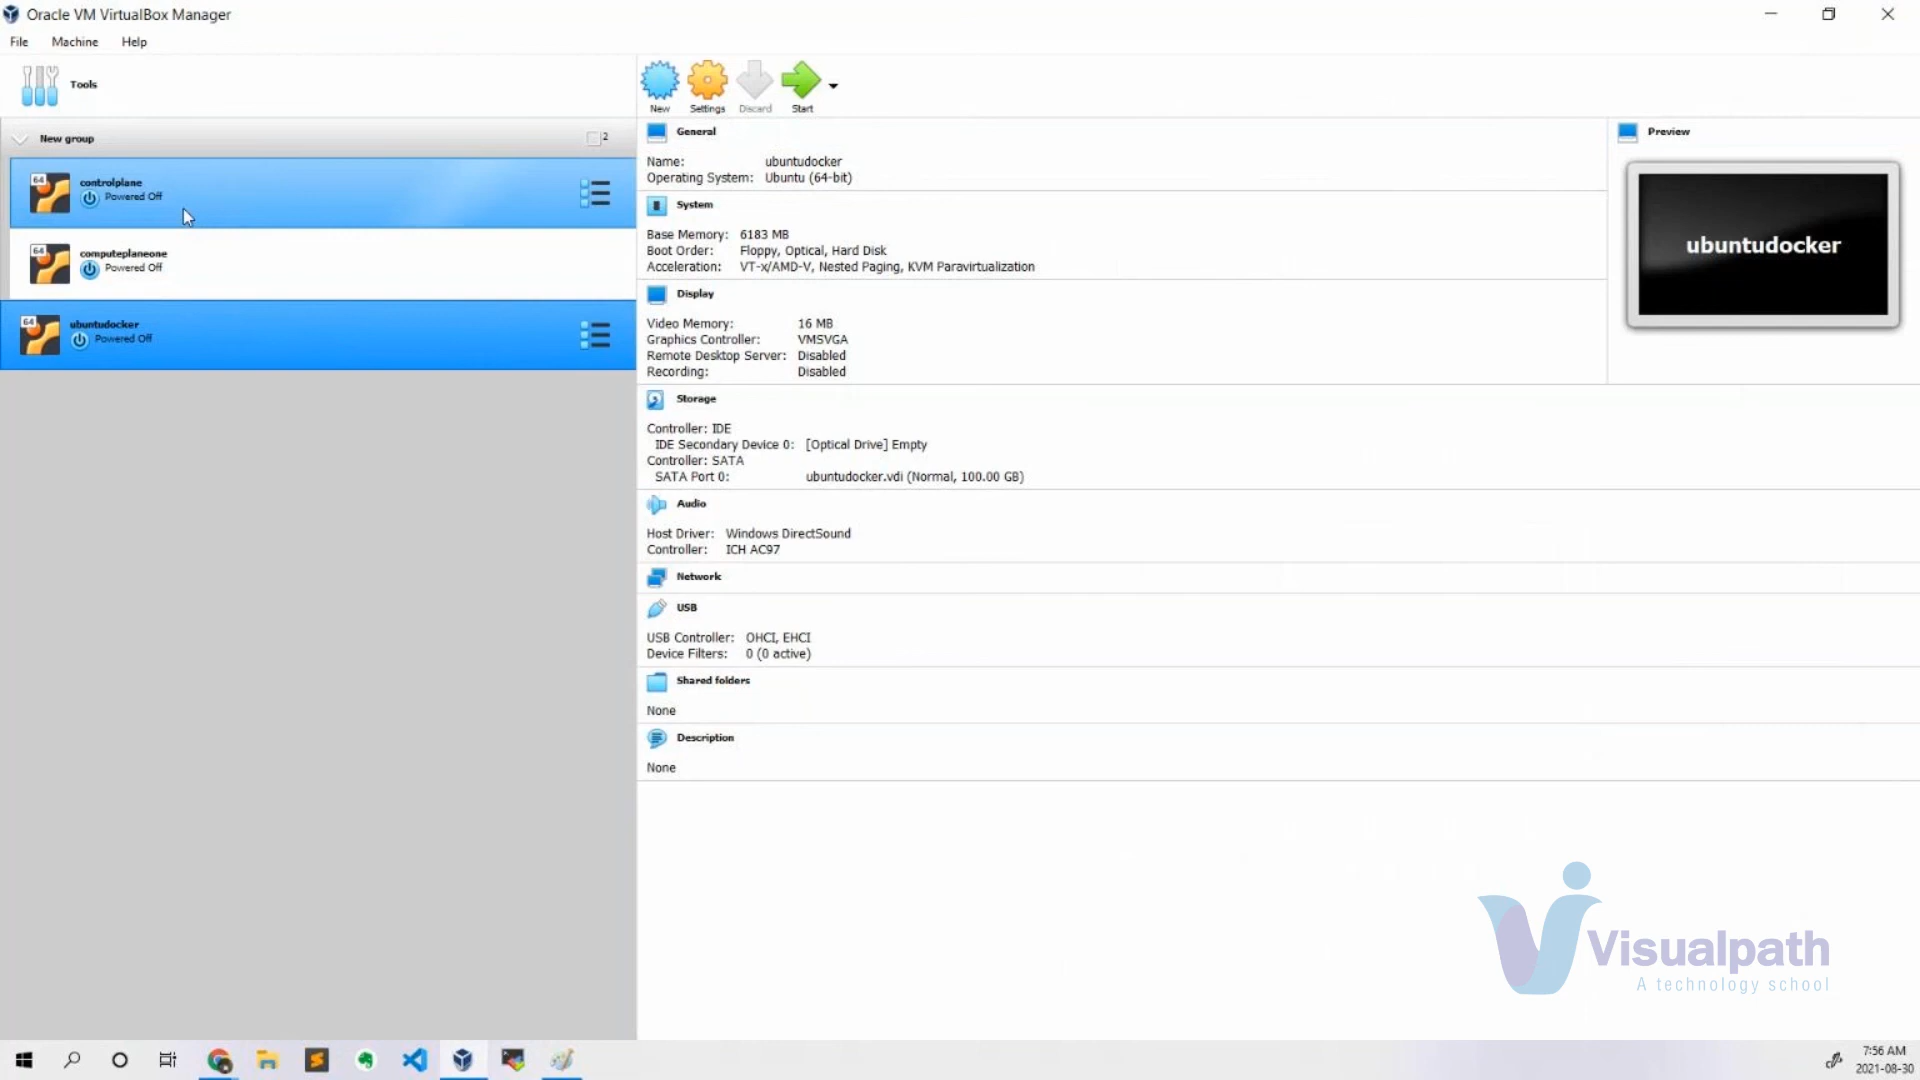 Oracle VM VirtualBox Manager
File Machine Help
Tools
New Settings Discard Start
New group 2
64 controlplane
Powered Off
64 computeplaneone
Powered Off
64 ubuntudocker
Powered Off
General
Name: ubuntudocker
Operating System: Ubuntu (64-bit)
System
Base Memory: 6183 MB
Boot Order: Floppy, Optical, Hard Disk
Acceleration: VT-x/AMD-V, Nested Paging, KVM Paravirtualization
Display
Video Memory: 16 MB
Graphics Controller: VMSVGA
Remote Desktop Server: Disabled
Recording: Disabled
Storage
Controller: IDE
IDE Secondary Device 0: [Optical Drive] Empty
Controller: SATA
SATA Port 0: ubuntudocker.vdi (Normal, 100.00 GB)
Audio
Host Driver: Windows DirectSound
Controller: ICH AC97
Network
USB
USB Controller: OHCI, EHCI
Device Filters: 0 (0 active)
Shared folders
None
Description
None
Preview
ubuntudocker
Visualpath
A technology school
7:56 AM
2021-08-30